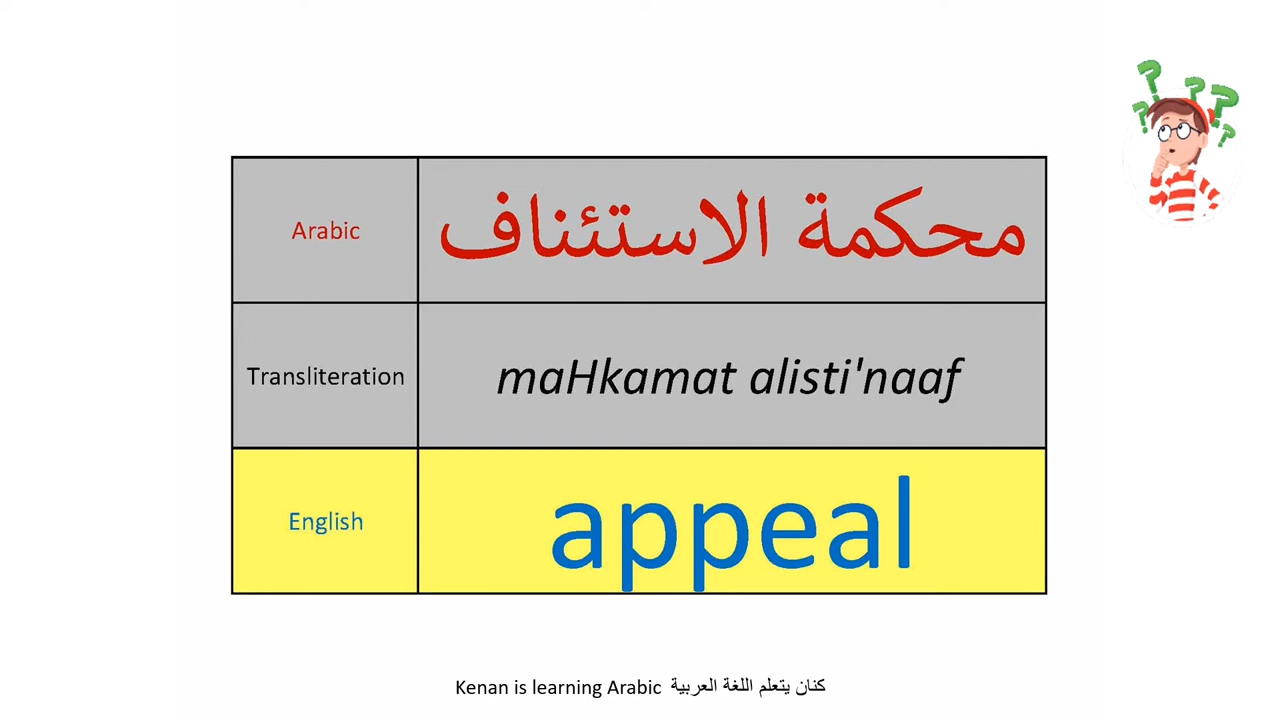 Arabic محكمة الاستئناف
Transliteration maHkamat alisti'naaf
English appeal
Kenan is learning Arabic كنان يتعلم اللغة العربية